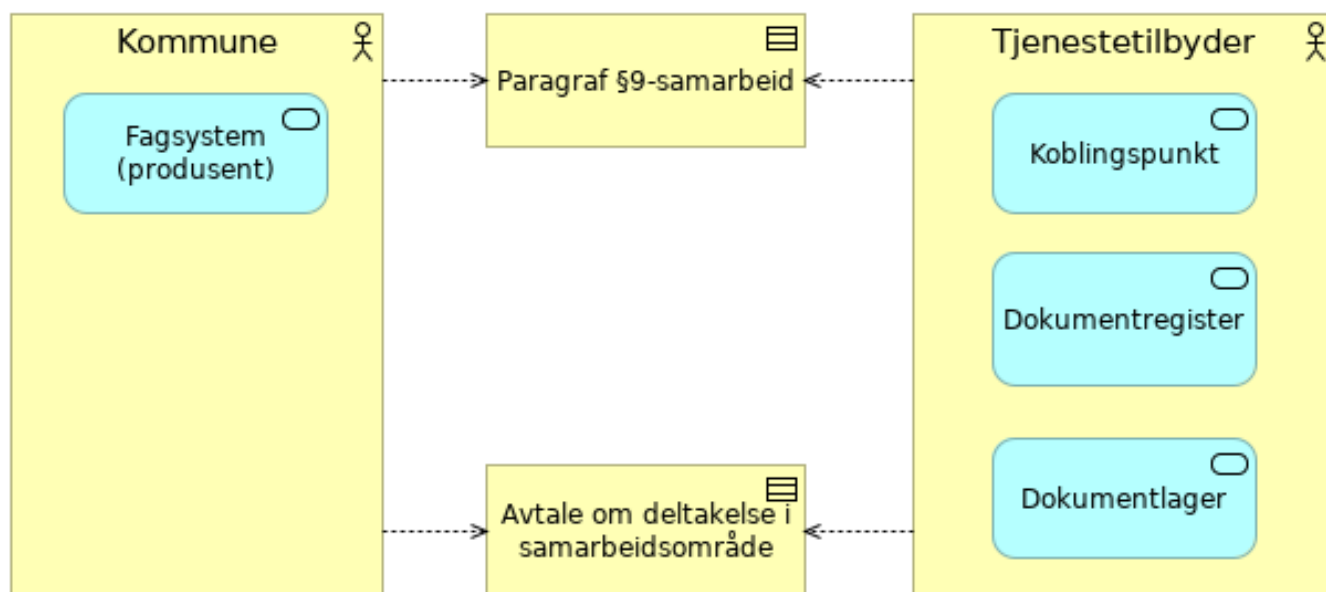 Kommune
Fagsystem
(produsent)
Paragraf §9-samarbeid
Avtale om deltakelse i
samarbeidsområde
Tjenestetilbyder
Koblingspunkt
Dokumentregister
Dokumentlager